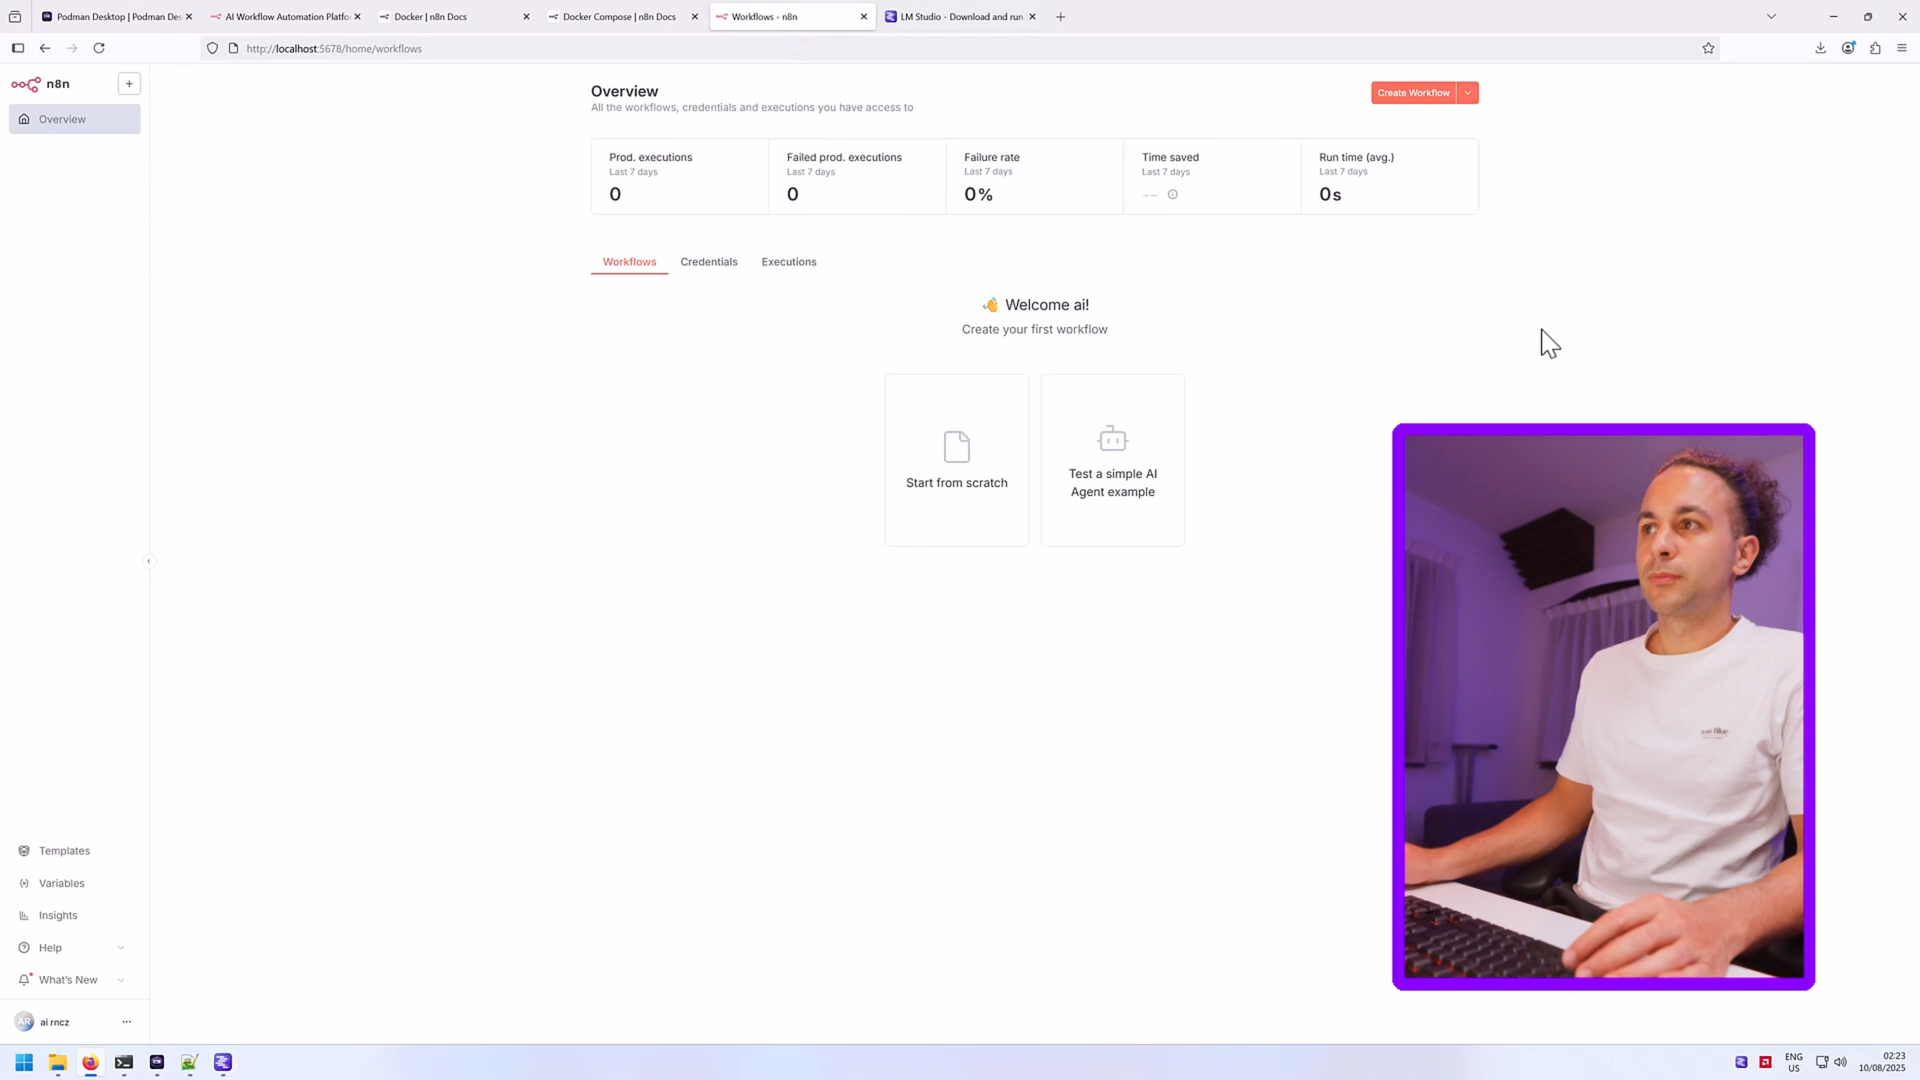 Podman Desktop | Podman Des
AI Workflow Automation Platfo
Docker | n8n Docs
Docker Compose | n8n Docs
Workflows - n8n
LM Studio - Download and run
http://localhost:5678/home/workflows
n8n
Overview
Overview
All the workflows, credentials and executions you have access to
Create Workflow
Prod. executions
Last 7 days
0
Failed prod. executions
Last 7 days
0
Failure rate
Last 7 days
0%
Time saved
Last 7 days
--
Run time (avg.)
Last 7 days
0s
Workflows
Credentials
Executions
👋 Welcome ai!
Create your first workflow
Start from scratch
Test a simple AI
Agent example
Templates
Variables
Insights
Help
What's New
AR
ai rncz
ENG
US
02:23
10/08/2025